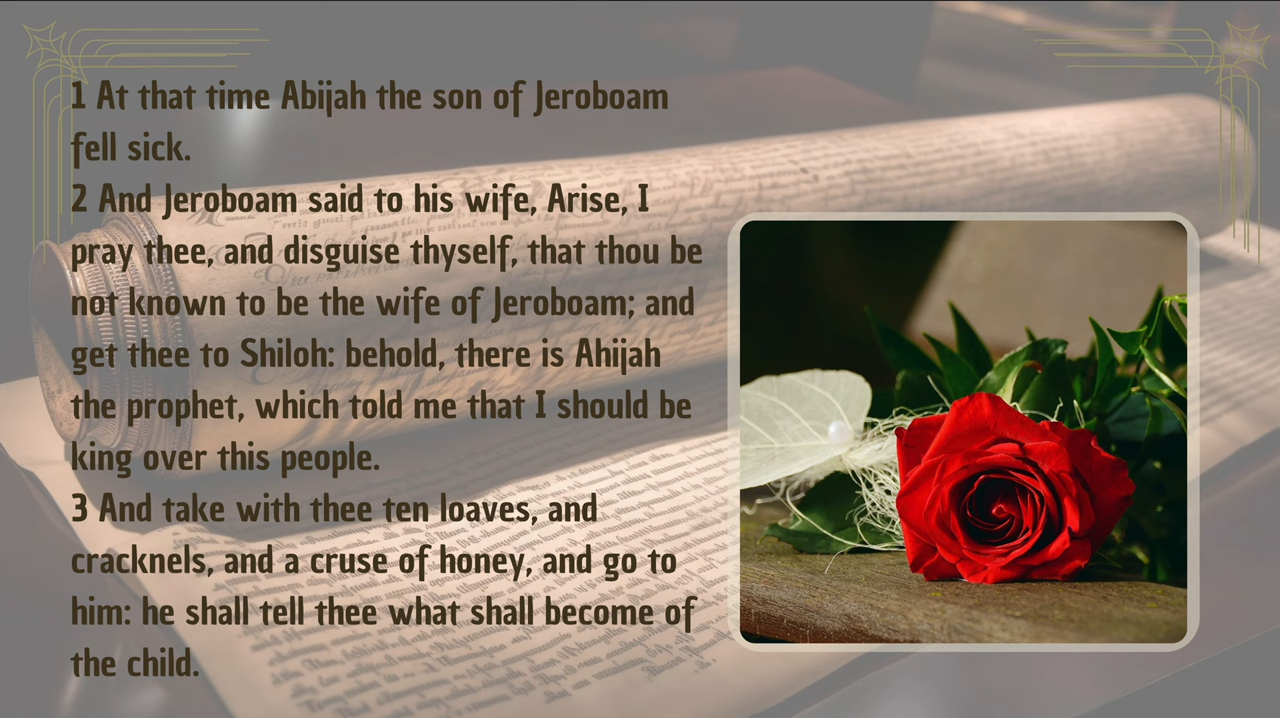 1 At that time Abijah the son of Jeroboam
fell sick.
2 And Jeroboam said to his wife, Arise, I
pray thee, and disguise thyself, that thou be
not known to be the wife of Jeroboam; and
get thee to Shiloh: behold, there is Ahijah
the prophet, which told me that I should be
king over this people.
3 And take with thee ten loaves, and
cracknels, and a cruse of honey, and go to
him: he shall tell thee what shall become of
the child.